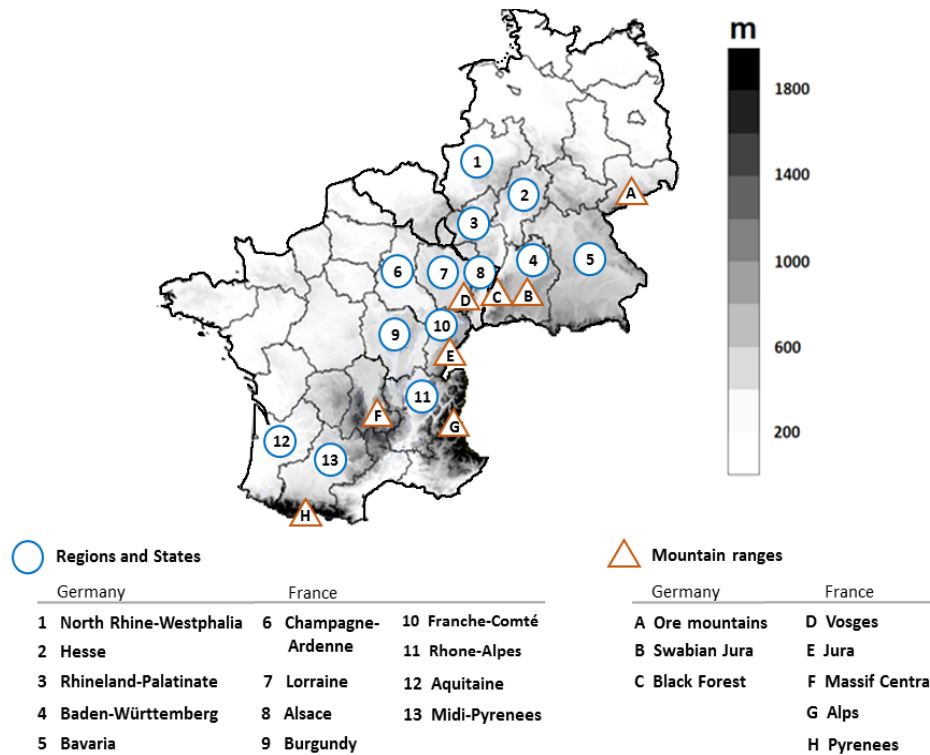 m
1800
1400
1000
600
200
1
2
A
3
6
7
8
4
5
D
C
B
9
10
E
11
F
G
12
13
H
Regions and States
Mountain ranges
Germany
France
Germany
France
1 North Rhine-Westphalia
2 Hesse
3 Rhineland-Palatinate
4 Baden-Württemberg
5 Bavaria
6 Champagne-
Ardenne
7 Lorraine
8 Alsace
9 Burgundy
10 Franche-Comté
11 Rhone-Alpes
12 Aquitaine
13 Midi-Pyrenees
A Ore mountains
B Swabian Jura
C Black Forest
D Vosges
E Jura
F Massif Centra
G Alps
H Pyrenees